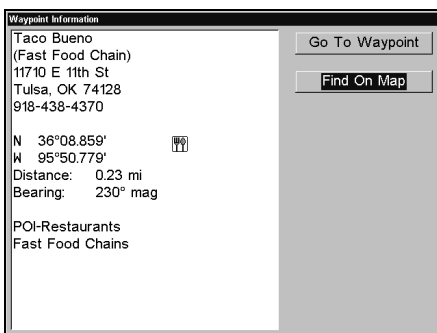 Waypoint Information
Taco Bueno
(Fast Food Chain)
11710 E 11th St
Tulsa, OK 74128
918-438-4370
N 36°08.859'
W 95°50.779'
Distance: 0.23 mi
Bearing: 230° mag
POI-Restaurants
Fast Food Chains
Go To Waypoint
Find On Map